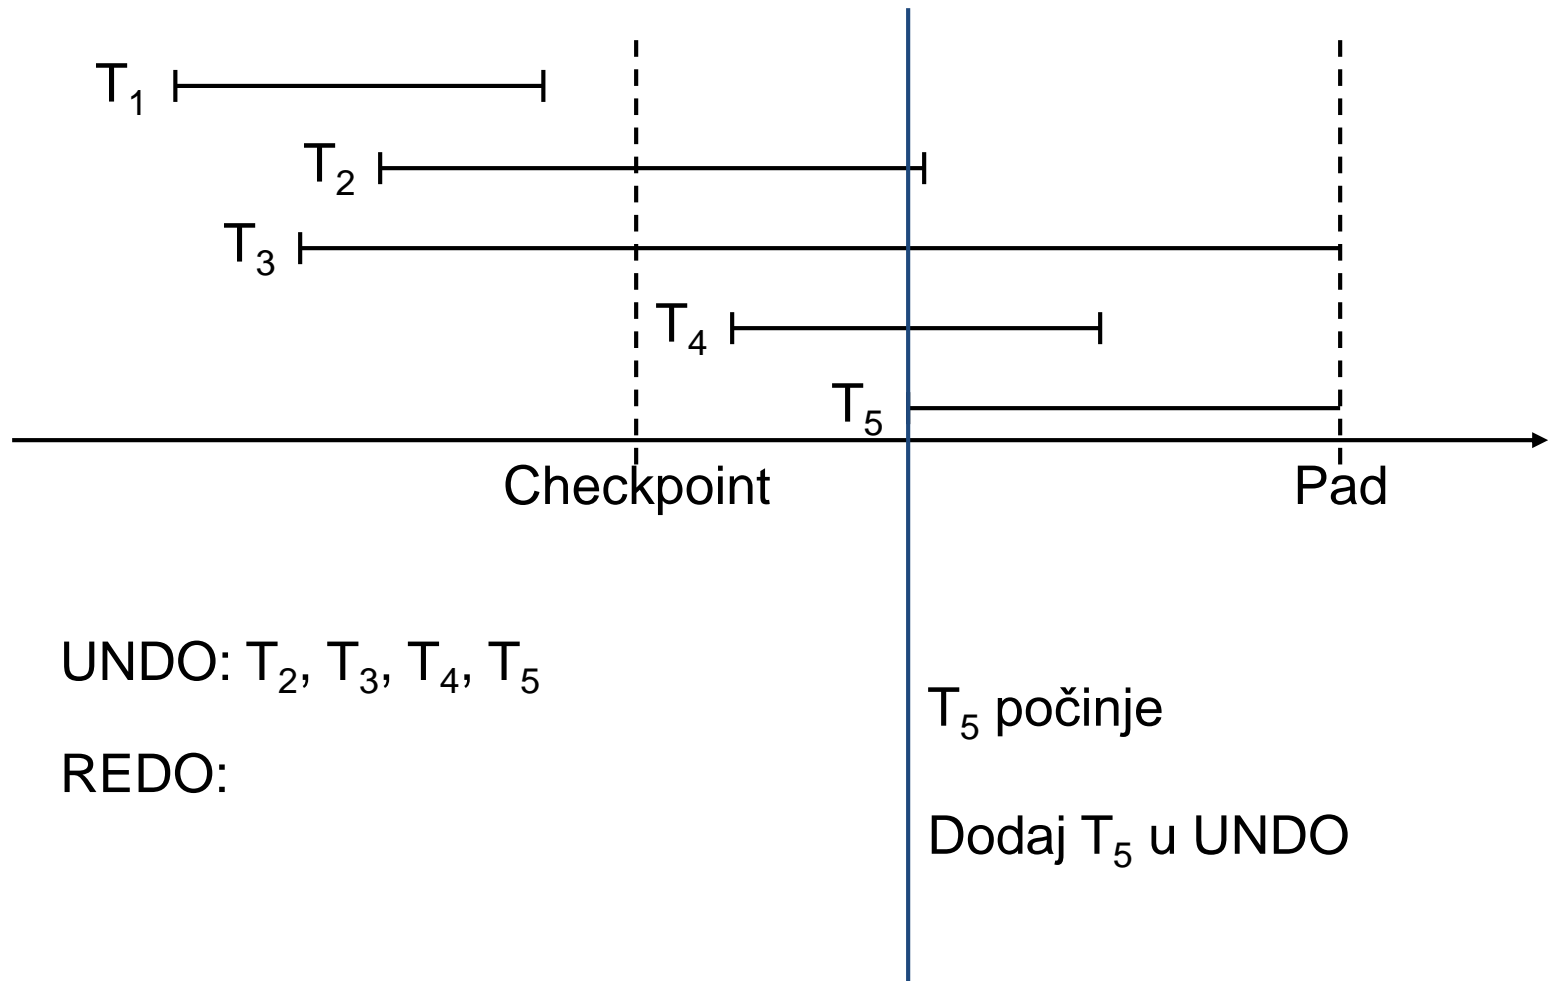 T₁
T₂
T₃
T₄
T₅
Checkpoint
Pad
UNDO: T₂, T₃, T₄, T₅
REDO:
T₅ počinje
Dodaj T₅ u UNDO